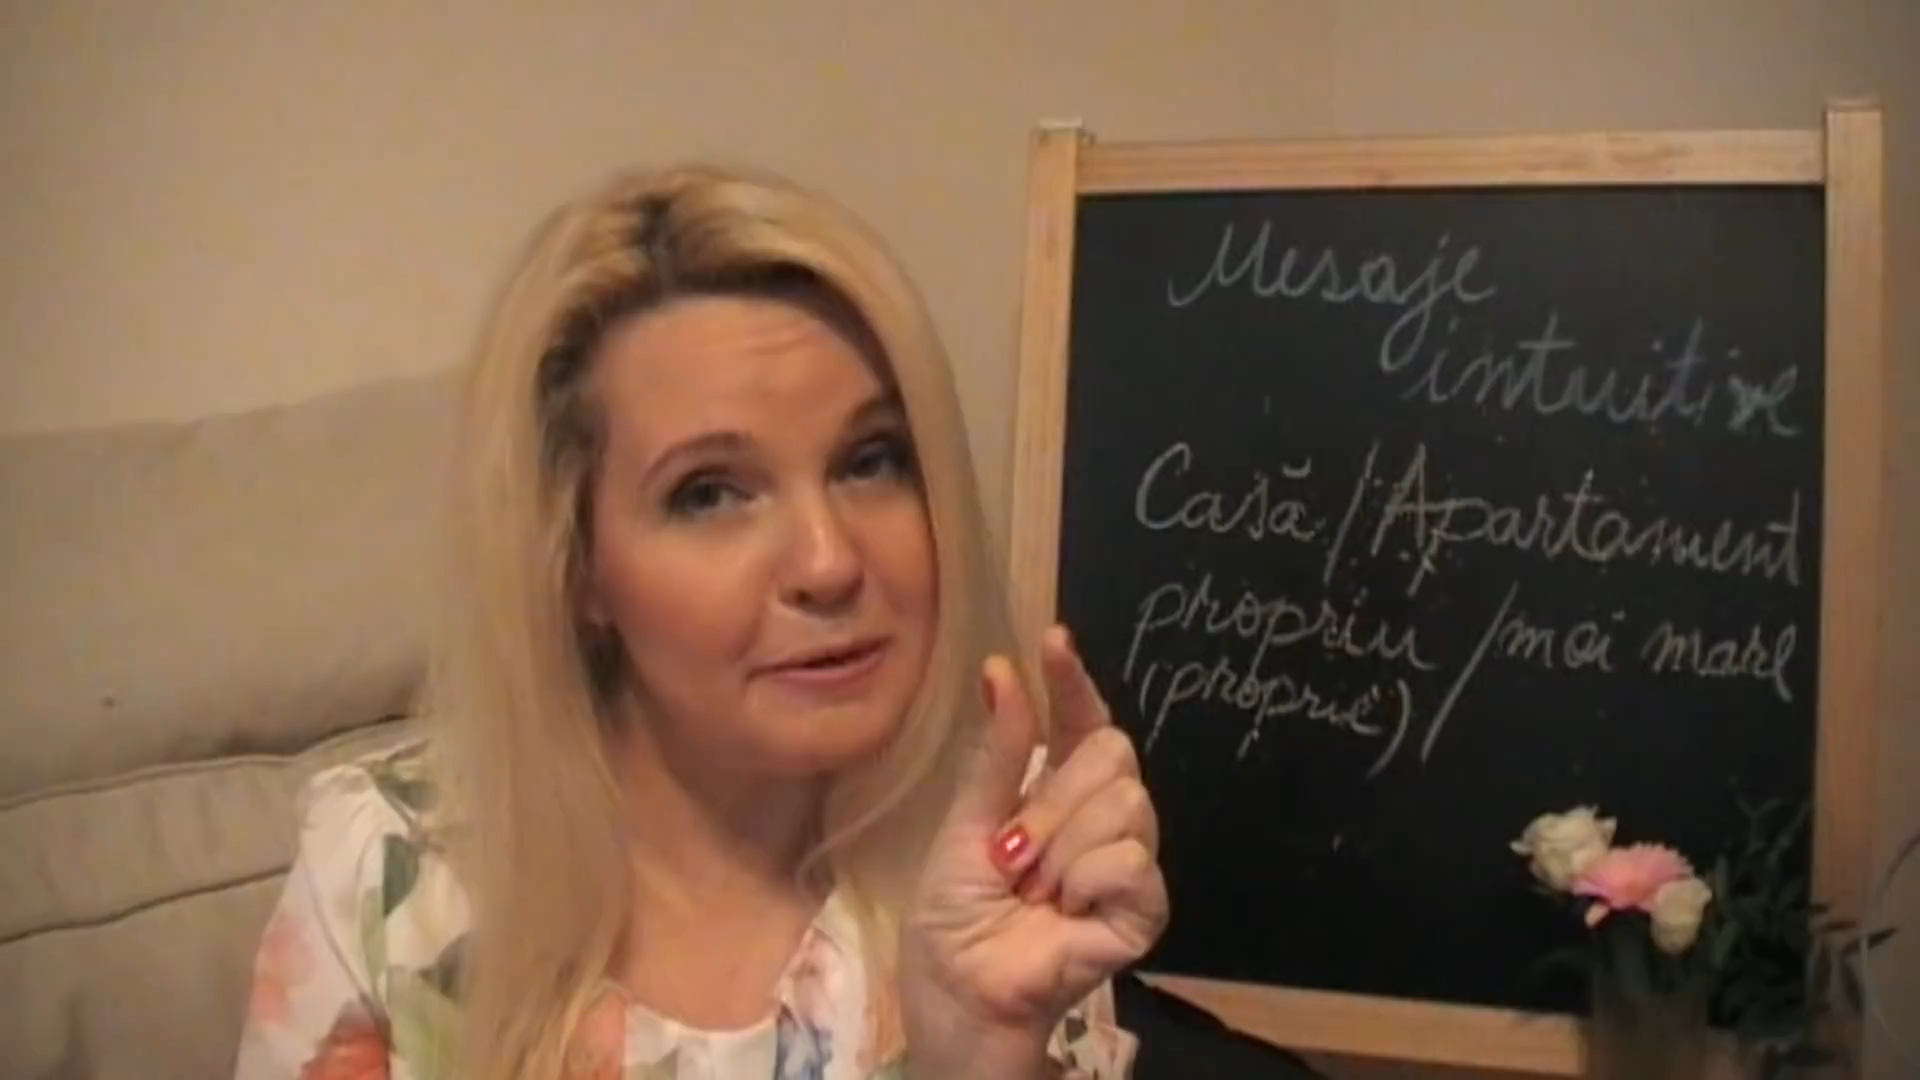 Mesaje
intuitive
Casă / Apartament
propriu / mai mare
(proprie) /